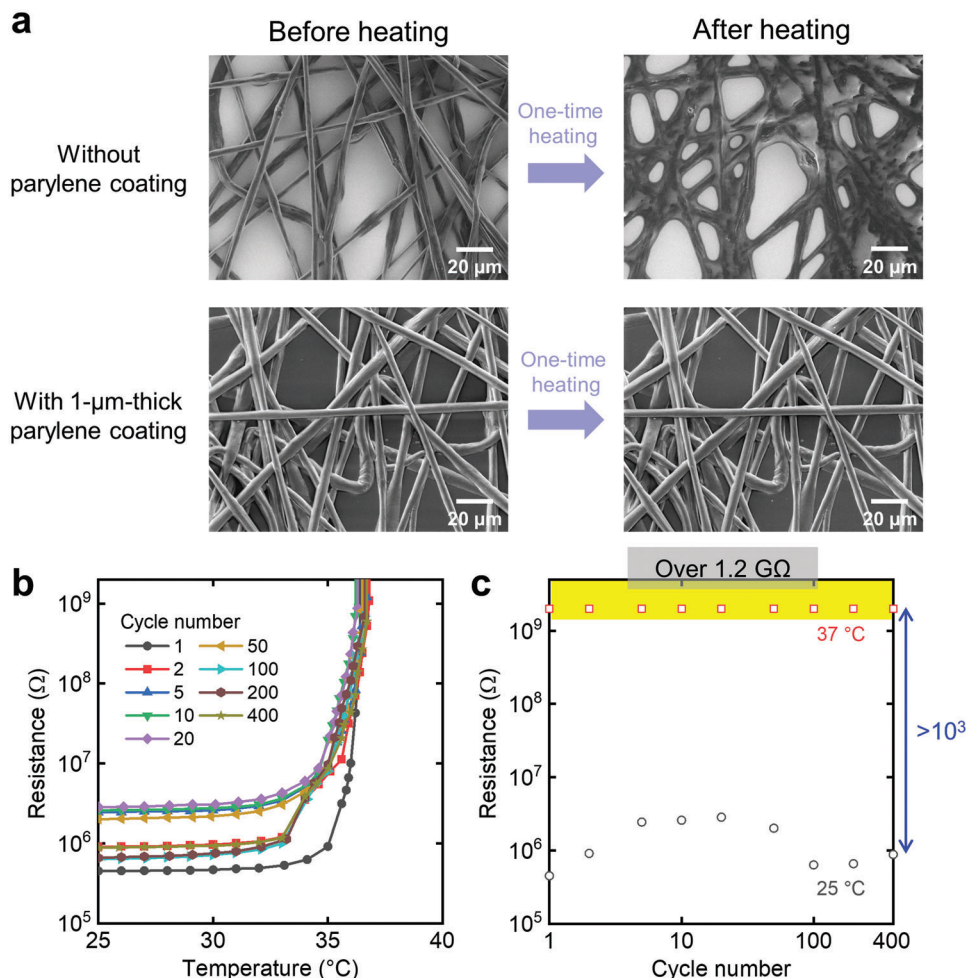 a
Before heating
After heating
Without
parylene coating
One-time
heating
20 µm
20 µm
With 1-µm-thick
parylene coating
One-time
heating
20 µm
20 µm
b
Resistance (Ω)
10⁹
10⁸
10⁷
10⁶
10⁵
Cycle number
1
2
5
10
20
50
100
200
400
25
30
35
40
Temperature (°C)
c
Over 1.2 GΩ
Resistance (Ω)
10⁹
10⁸
10⁷
10⁶
10⁵
37 °C
>10³
25 °C
1
10
100
400
Cycle number